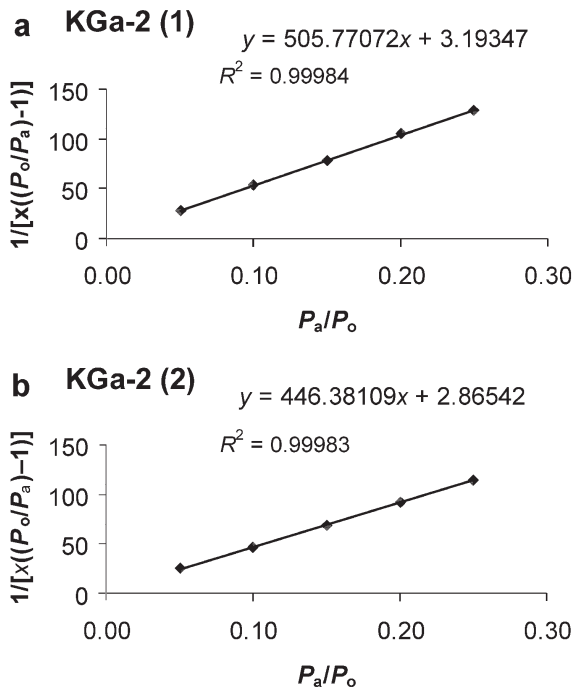 a KGa-2 (1)
y = 505.77072x + 3.19347
R² = 0.99984
1/[x((Pₒ/Pₐ)-1)]
150
100
50
0
0.00 0.10 0.20 0.30
Pₐ/Pₒ
b KGa-2 (2)
y = 446.38109x + 2.86542
R² = 0.99983
1/[x((Pₒ/Pₐ)–1)]
150
100
50
0
0.00 0.10 0.20 0.30
Pₐ/Pₒ